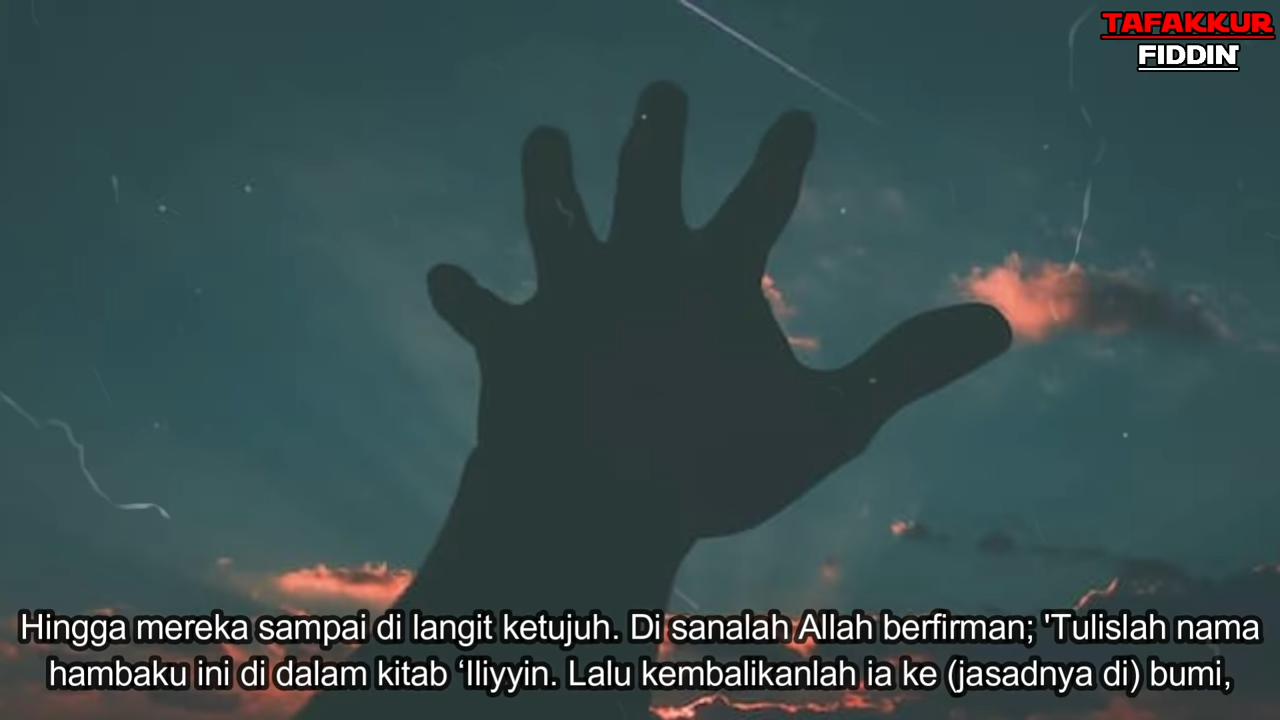 TAFAKKUR
FIDDIN
Hingga mereka sampai di langit ketujuh. Di sanalah Allah berfirman; 'Tulislah nama
hambaku ini di dalam kitab ‘Iliyyin. Lalu kembalikanlah ia ke (jasadnya di) bumi,